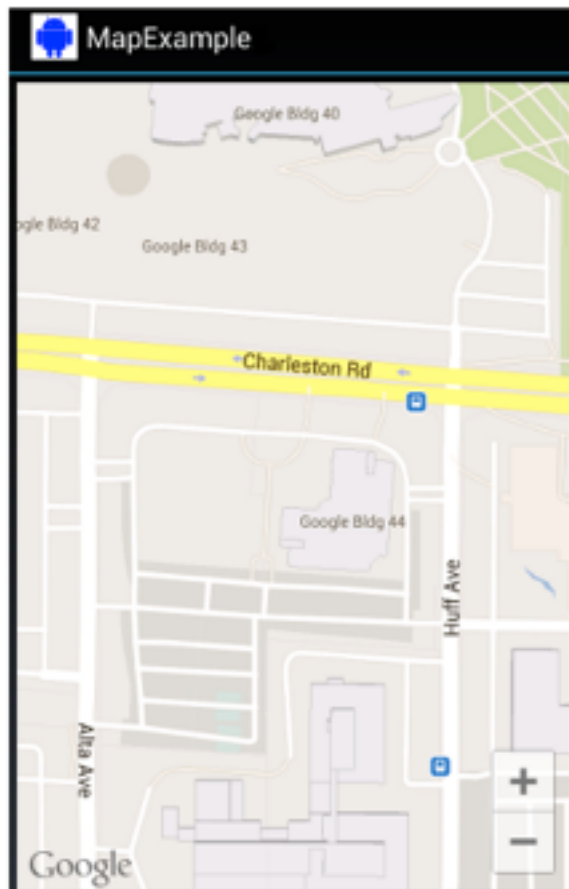 MapExample
Google Bldg 40
ogle Bldg 42
Google Bldg 43
Charleston Rd
Google Bldg 44
Huff Ave
Alta Ave
+
−
Google